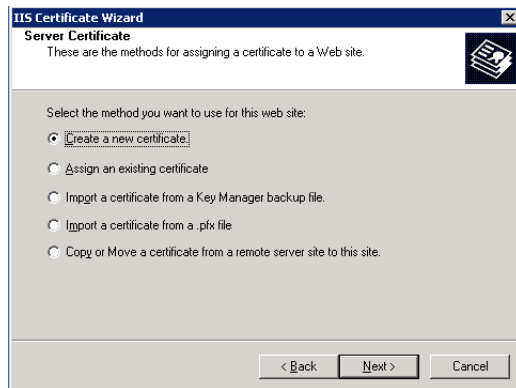 IIS Certificate Wizard
Server Certificate
These are the methods for assigning a certificate to a Web site.
Select the method you want to use for this web site:
Create a new certificate.
Assign an existing certificate
Import a certificate from a Key Manager backup file.
Import a certificate from a .pfx file
Copy or Move a certificate from a remote server site to this site.
< Back Next > Cancel